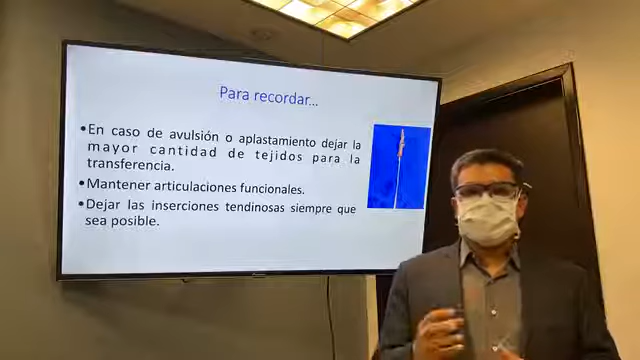 Para recordar...
•En caso de avulsión o aplastamiento dejar la
mayor cantidad de tejidos para la
transferencia.
•Mantener articulaciones funcionales.
•Dejar las inserciones tendinosas siempre que
sea posible.